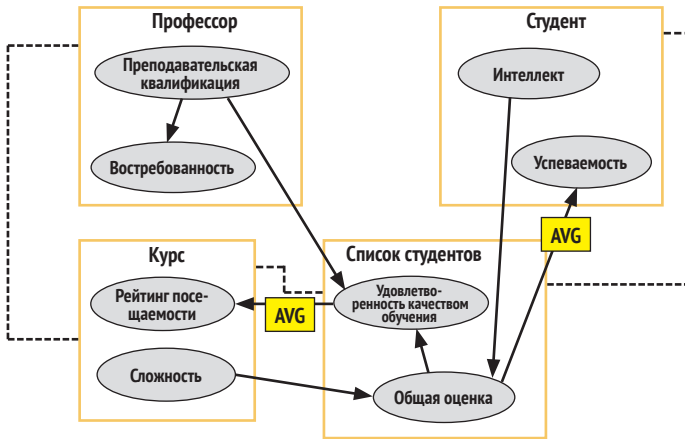 Профессор
Преподавательская
квалификация
Востребованность
Студент
Интеллект
Успеваемость
AVG
Курс
Рейтинг посе-
щаемости
Сложность
AVG
Список студентов
Удовлетво-
ренность качеством
обучения
Общая оценка